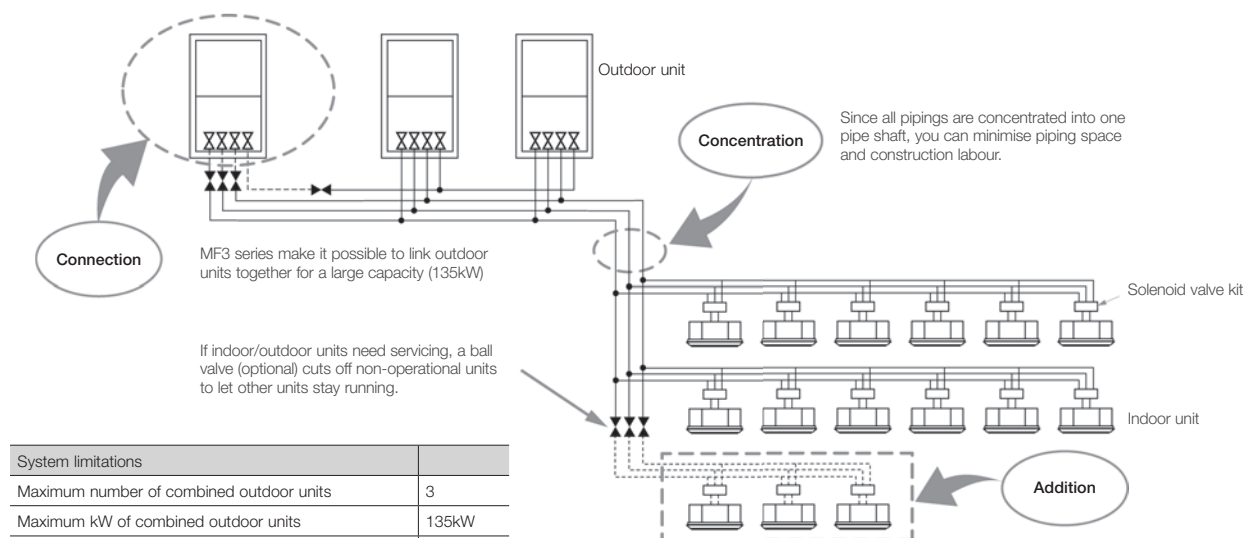 Outdoor unit
Since all pipings are concentrated into one
pipe shaft, you can minimise piping space
and construction labour.
Concentration
Connection
MF3 series make it possible to link outdoor
units together for a large capacity (135kW)
Solenoid valve kit
If indoor/outdoor units need servicing, a ball
valve (optional) cuts off non-operational units
to let other units stay running.
Indoor unit
System limitations
Maximum number of combined outdoor units 3
Maximum kW of combined outdoor units 135kW
Addition